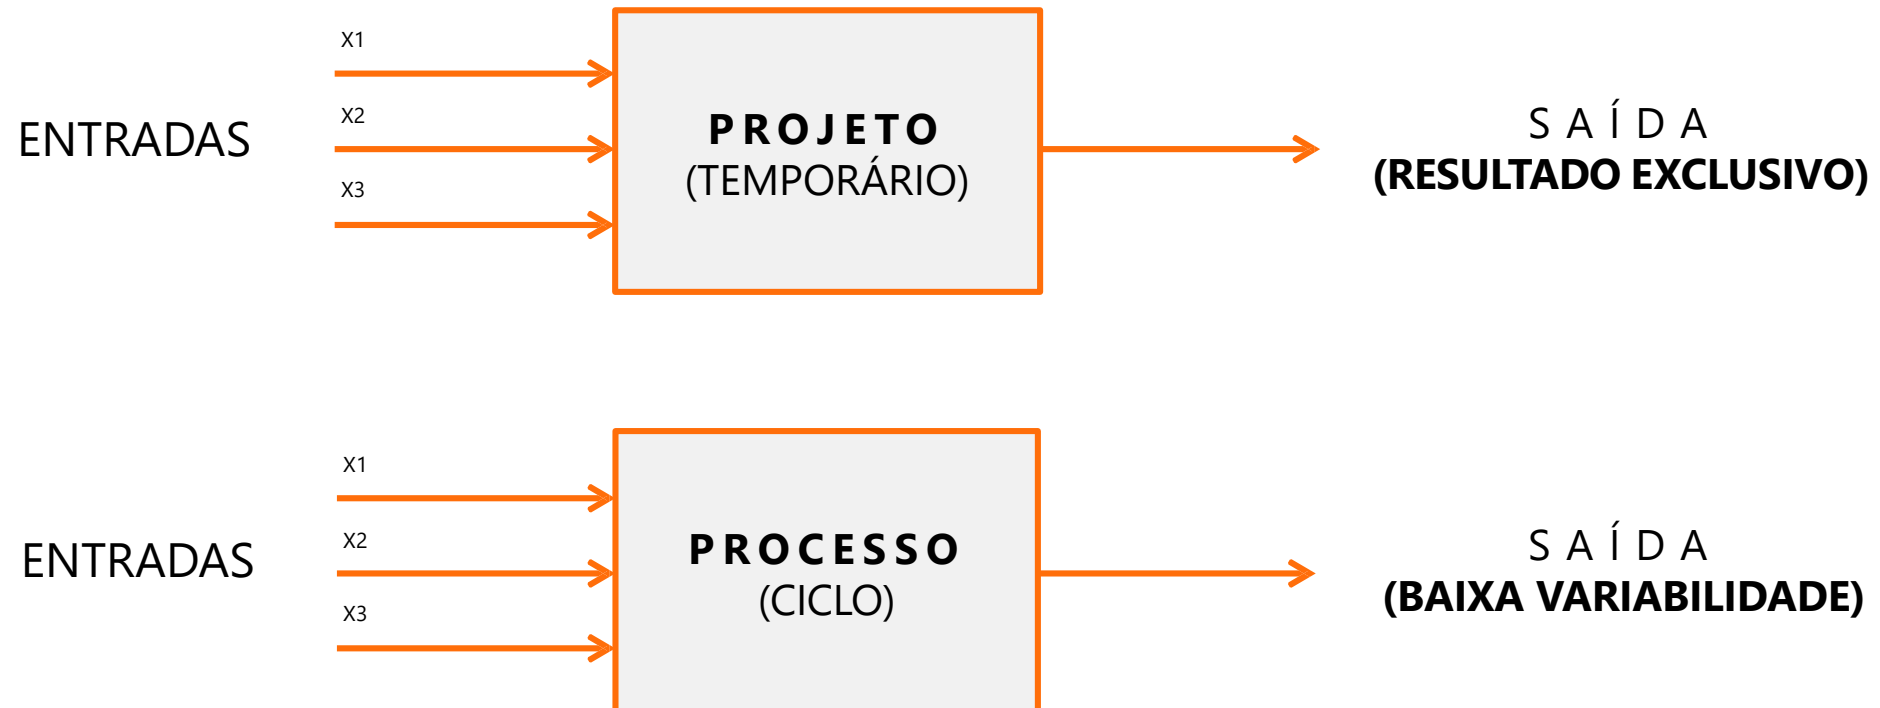 X1
X2
X3
ENTRADAS
PROJETO
(TEMPORÁRIO)
SAÍDA
(RESULTADO EXCLUSIVO)
X1
X2
X3
ENTRADAS
PROCESSO
(CICLO)
SAÍDA
(BAIXA VARIABILIDADE)